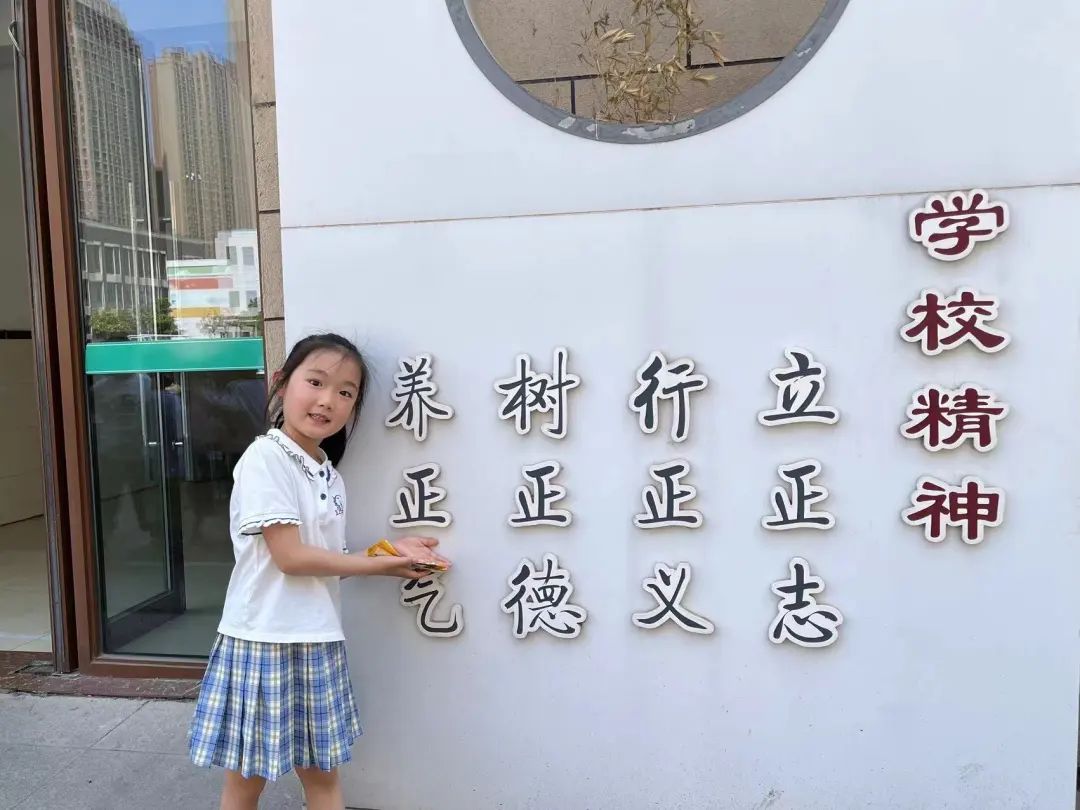 学校精神
立正志
行正义
树正德
养正气